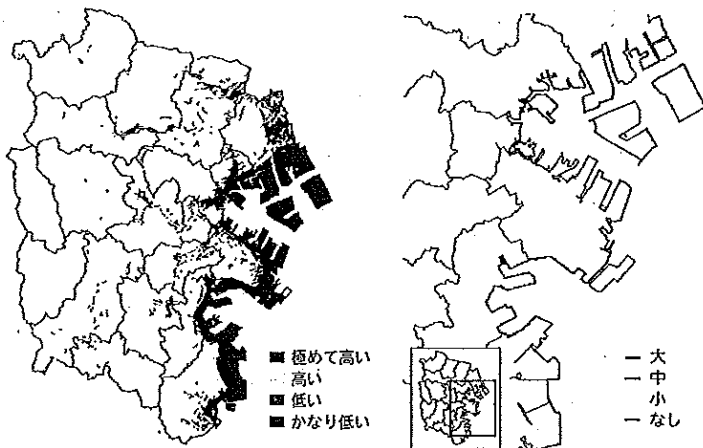 極めて高い
高い
低い
かなり低い
大
中
小
なし